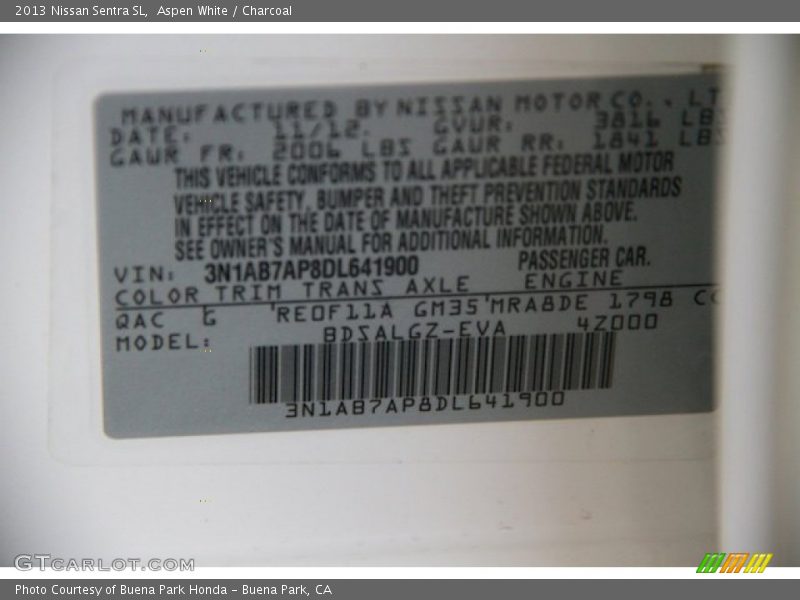 2013 Nissan Sentra SL,  Aspen White / Charcoal
MANUFACTURED BY NISSAN MOTOR CO., LT
DATE: 11/12. GVWR: 3816 LBS
GAWR FR: 2006 LBS GAWR RR: 1841 LBS
THIS VEHICLE CONFORMS TO ALL APPLICABLE FEDERAL MOTOR
VEHICLE SAFETY, BUMPER AND THEFT PREVENTION STANDARDS
IN EFFECT ON THE DATE OF MANUFACTURE SHOWN ABOVE.
SEE OWNER'S MANUAL FOR ADDITIONAL INFORMATION.
VIN: 3N1AB7AP8DL641900 PASSENGER CAR.
COLOR TRIM TRANS AXLE ENGINE
QAC G RE0F11A GM35 MRA8DE 1798 CC
MODEL: BDSALGZ-EVA 4Z000
3N1AB7AP8DL641900
GTCARLOT.COM
Photo Courtesy of Buena Park Honda - Buena Park, CA